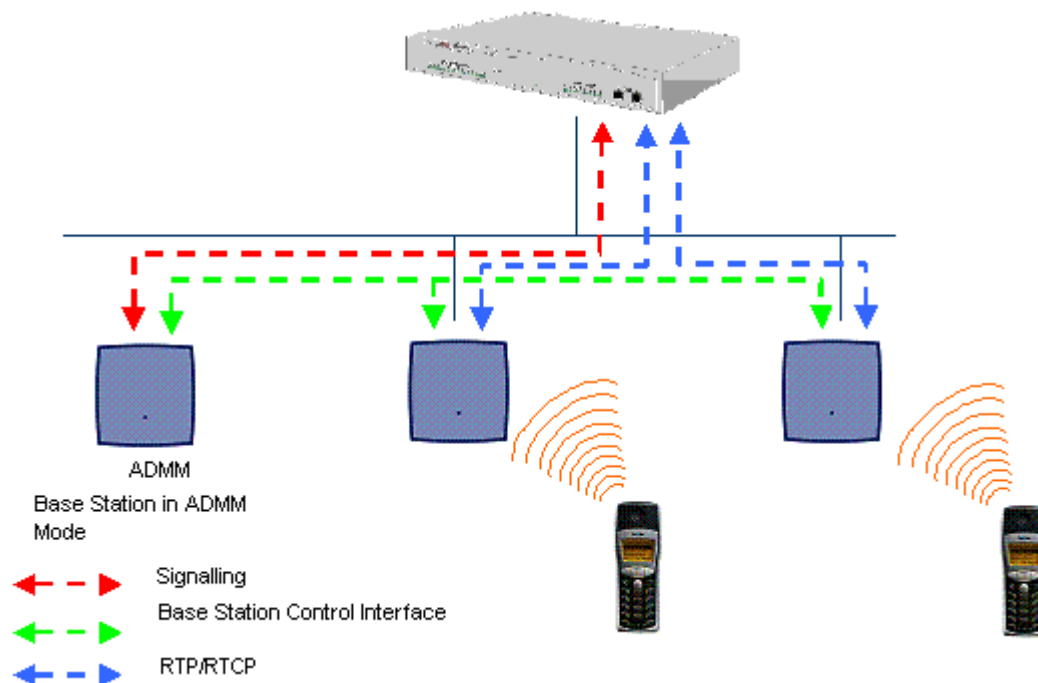 ADMM
Base Station in ADMM
Mode
Signalling
Base Station Control Interface
RTP/RTCP